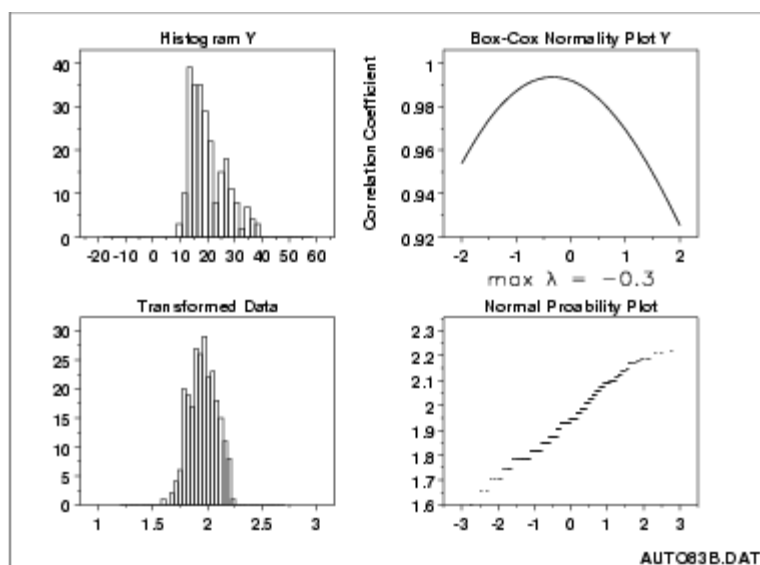 Histogram Y
40
30
20
10
0
-20 -10 0 10 20 30 40 50 60
Box-Cox Normality Plot Y
Correlation Coefficient
1
0.98
0.96
0.94
0.92
-2 -1 0 1 2
max λ = -0.3
Transformed Data
30
25
20
15
10
5
0
1 1.5 2 2.5 3
Normal Proability Plot
2.3
2.2
2.1
2
1.9
1.8
1.7
1.6
-3 -2 -1 0 1 2 3
AUTO83B.DAT